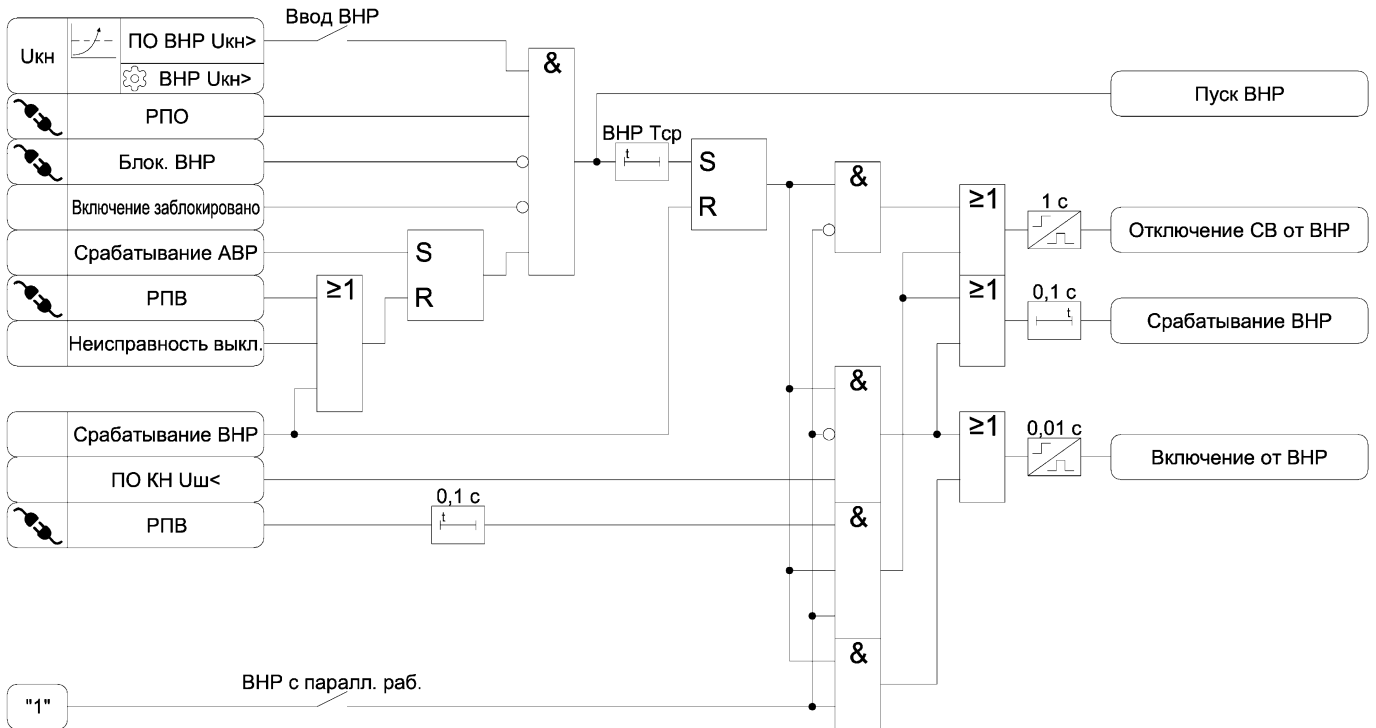 Ввод ВНР
Uкн
ПО ВНР Uкн>
ВНР Uкн>
&
Пуск ВНР
РПО
ВНР Тср
t
Блок. ВНР
S
R
&
Включение заблокировано
≥1
1 с
Отключение СВ от ВНР
Срабатывание АВР
S
R
РПВ
≥1
≥1
0,1 с
t
Срабатывание ВНР
Неисправность выкл.
&
Срабатывание ВНР
≥1
0,01 с
Включение от ВНР
ПО КН Uш<
0,1 с
t
РПВ
&
&
ВНР с паралл. раб.
"1"